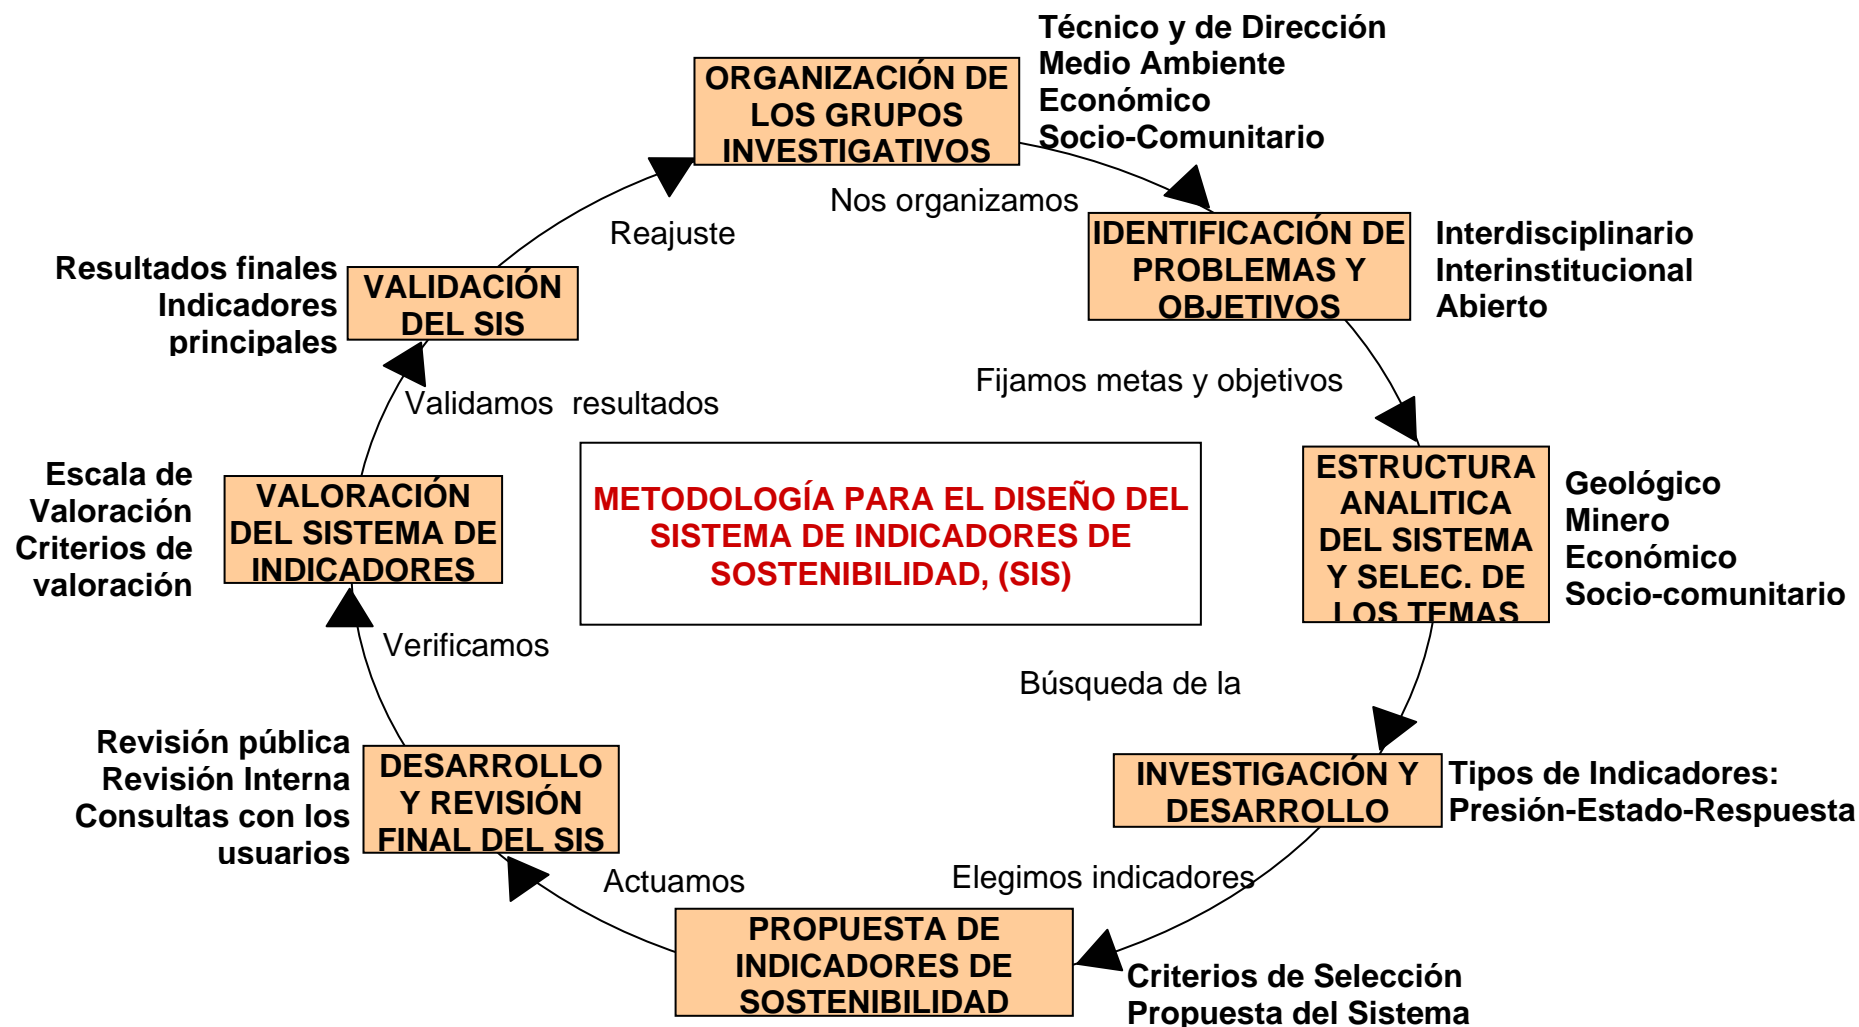 Técnico y de Dirección
Medio Ambiente
Económico
Socio-Comunitario
ORGANIZACIÓN DE
LOS GRUPOS
INVESTIGATIVOS
Nos organizamos
IDENTIFICACIÓN DE
PROBLEMAS Y
OBJETIVOS
Interdisciplinario
Interinstitucional
Abierto
Fijamos metas y objetivos
ESTRUCTURA
ANALITICA
DEL SISTEMA
Y SELEC. DE
LOS TEMAS
Geológico
Minero
Económico
Socio-comunitario
Búsqueda de la
INVESTIGACIÓN Y
DESARROLLO
Tipos de Indicadores:
Presión-Estado-Respuesta
Elegimos indicadores
PROPUESTA DE
INDICADORES DE
SOSTENIBILIDAD
Criterios de Selección
Propuesta del Sistema
Actuamos
DESARROLLO
Y REVISIÓN
FINAL DEL SIS
Revisión pública
Revisión Interna
Consultas con los
usuarios
Verificamos
VALORACIÓN
DEL SISTEMA DE
INDICADORES
Escala de
Valoración
Criterios de
valoración
Validamos  resultados
VALIDACIÓN
DEL SIS
Resultados finales
Indicadores
principales
Reajuste
METODOLOGÍA PARA EL DISEÑO DEL
SISTEMA DE INDICADORES DE
SOSTENIBILIDAD, (SIS)